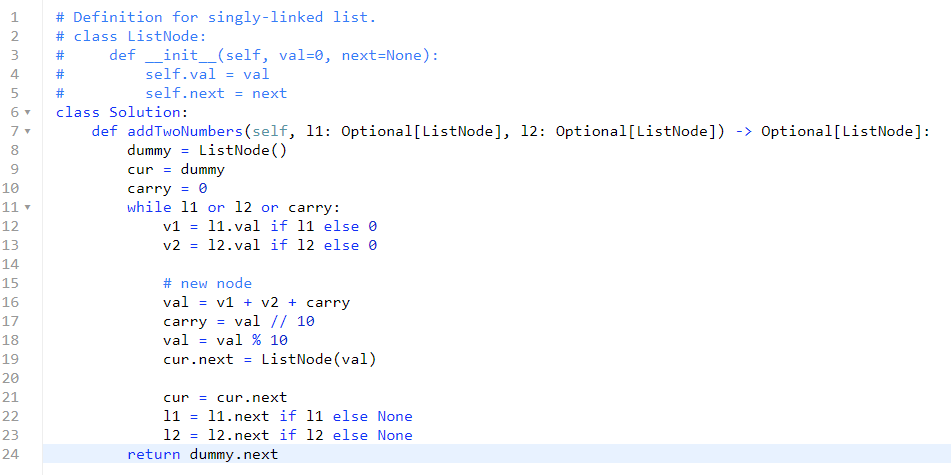 1 # Definition for singly-linked list.
2 # class ListNode:
3 #     def __init__(self, val=0, next=None):
4 #         self.val = val
5 #         self.next = next
6 class Solution:
7     def addTwoNumbers(self, l1: Optional[ListNode], l2: Optional[ListNode]) -> Optional[ListNode]:
8         dummy = ListNode()
9         cur = dummy
10         carry = 0
11         while l1 or l2 or carry:
12             v1 = l1.val if l1 else 0
13             v2 = l2.val if l2 else 0
14
15             # new node
16             val = v1 + v2 + carry
17             carry = val // 10
18             val = val % 10
19             cur.next = ListNode(val)
20
21             cur = cur.next
22             l1 = l1.next if l1 else None
23             l2 = l2.next if l2 else None
24         return dummy.next